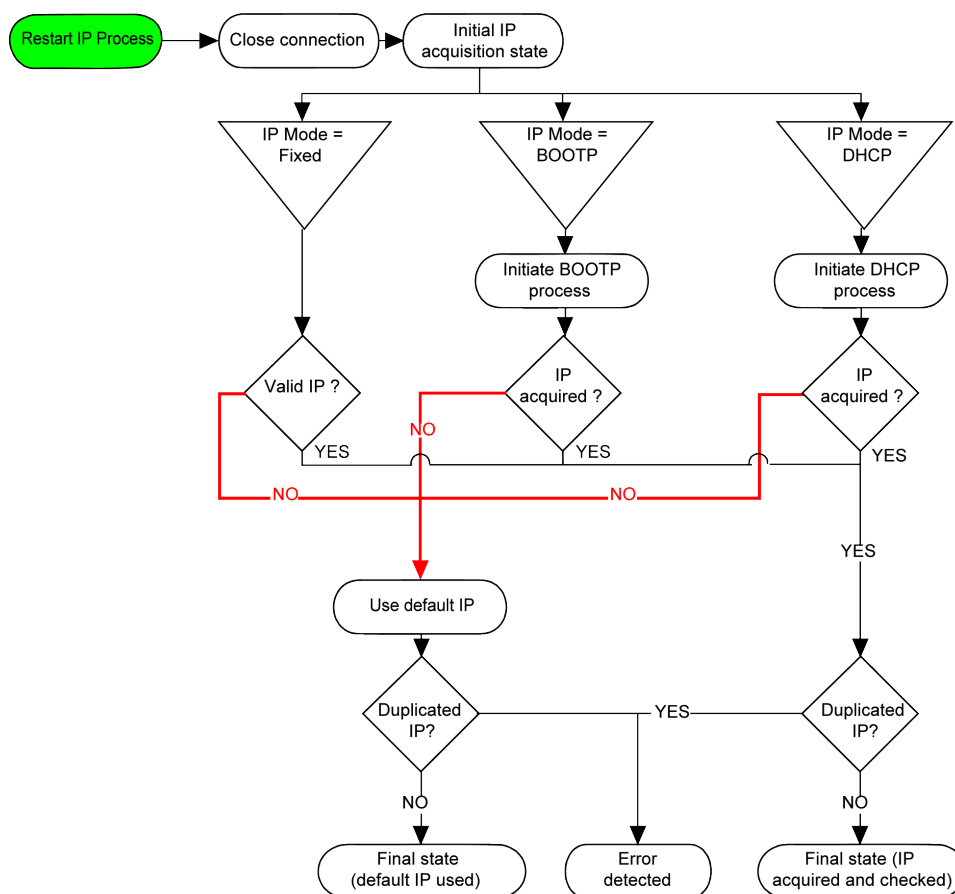 Restart IP Process
Close connection
Initial IP
acquisition state
IP Mode =
Fixed
IP Mode =
BOOTP
IP Mode =
DHCP
Initiate BOOTP
process
Initiate DHCP
process
Valid IP ?
IP
acquired ?
IP
acquired ?
NO
YES
YES
YES
NO
NO
YES
Use default IP
Duplicated
IP?
YES
Duplicated
IP?
NO
NO
Final state
(default IP used)
Error
detected
Final state (IP
acquired and checked)